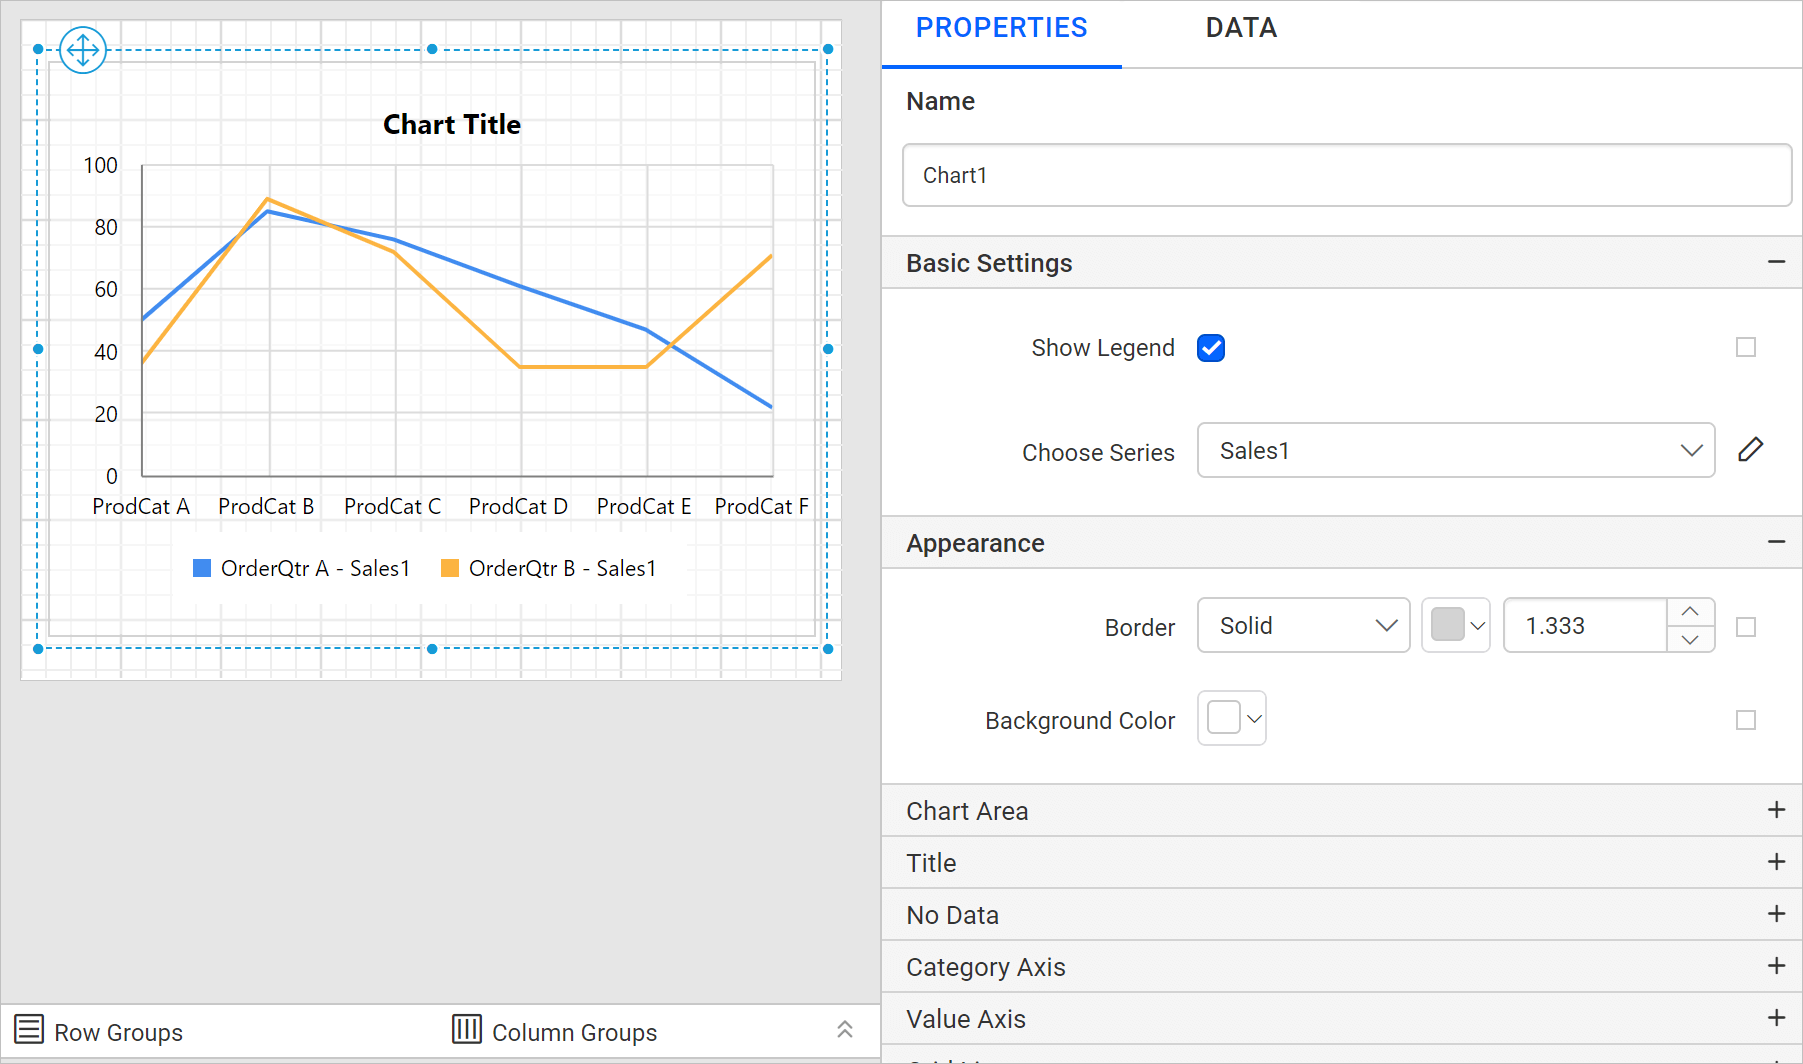 Chart Title
100
80
60
40
20
0
ProdCat A ProdCat B ProdCat C ProdCat D ProdCat E ProdCat F
OrderQtr A - Sales1 OrderQtr B - Sales1
Row Groups Column Groups
PROPERTIES DATA
Name
Chart1
Basic Settings
Show Legend
Choose Series Sales1
Appearance
Border Solid 1.333
Background Color
Chart Area
Title
No Data
Category Axis
Value Axis